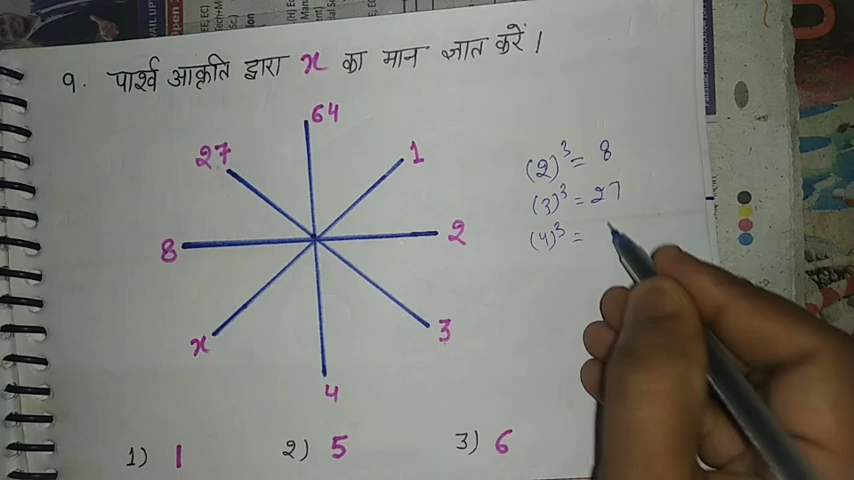 १. पार्श्व आकृति द्वारा x का मान ज्ञात करें।
64
27
1
8
2
x
3
4
(2)³ = 8
(3)³ = 27
(4)³ =
1) 1 2) 5 3) 6